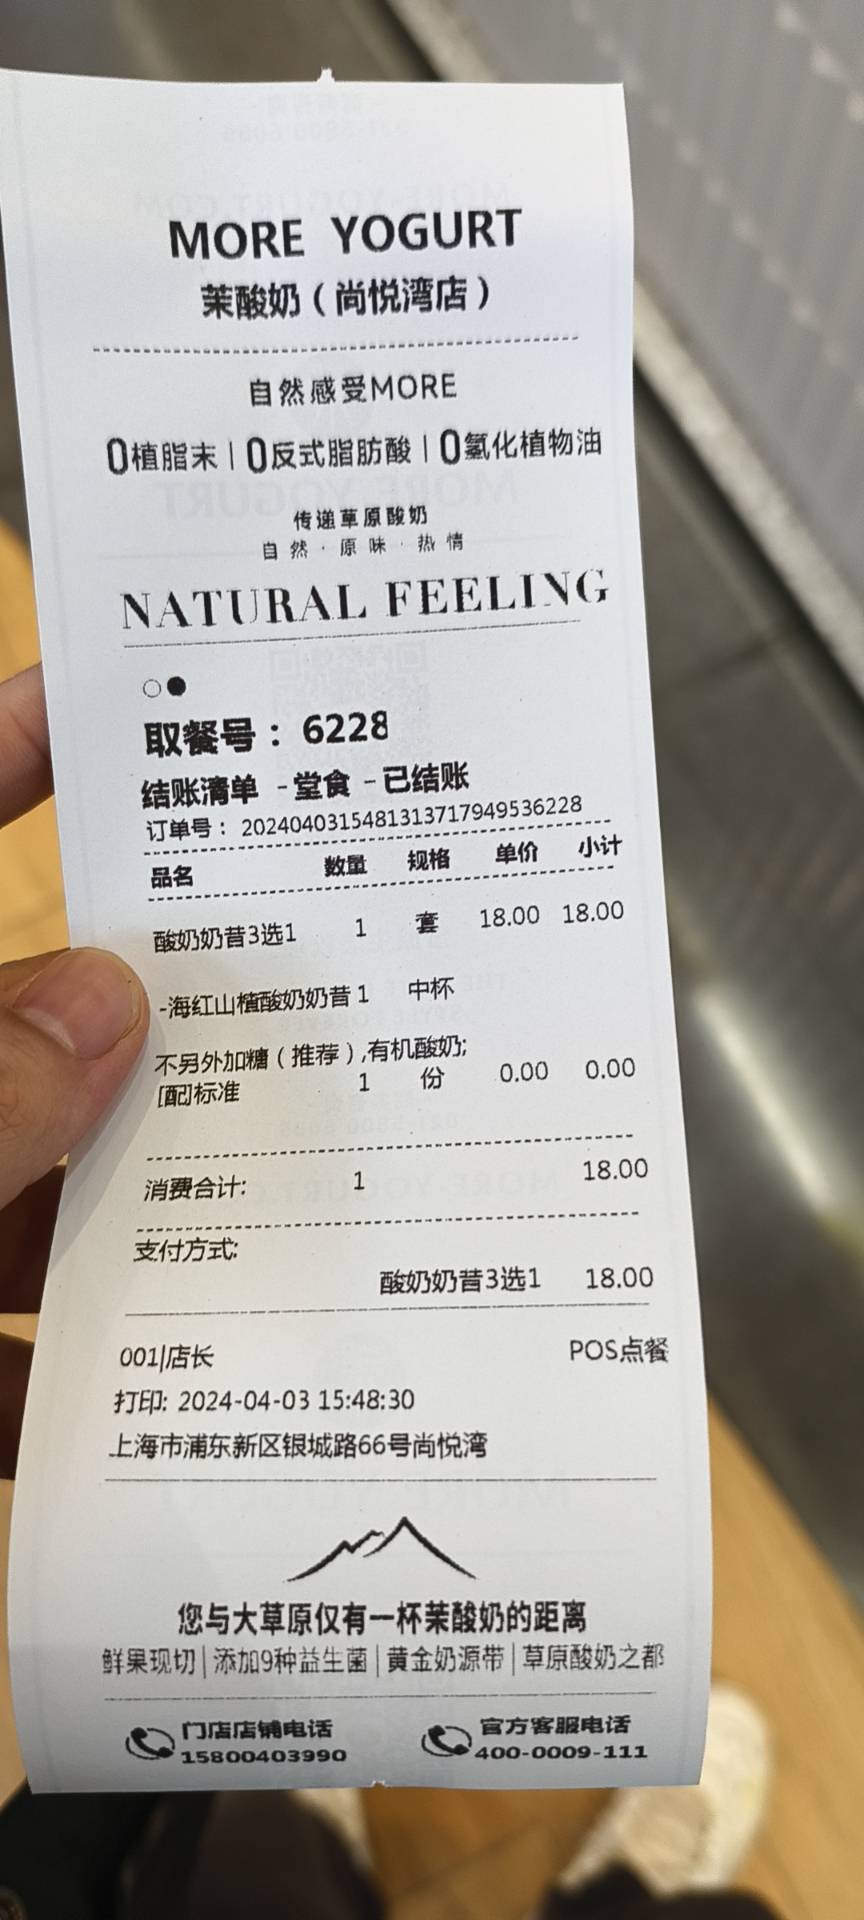 MORE YOGURT
茉酸奶（尚悦湾店）
自然感受MORE
0植脂末 | 0反式脂肪酸 | 0氢化植物油
传递草原酸奶
自然·原味·热情
NATURAL FEELING
取餐号：6228
结账清单 -堂食 -已结账
订单号：20240403154813137179495​36228
品名 数量 规格 单价 小计
酸奶奶昔3选1 1 套 18.00 18.00
-海红山楂酸奶奶昔 1 中杯
不另外加糖（推荐）,有机酸奶;
[配]标准 1 份 0.00 0.00
消费合计: 1 18.00
支付方式:
酸奶奶昔3选1 18.00
001|店长 POS点餐
打印: 2024-04-03 15:48:30
上海市浦东新区银城路66号尚悦湾
您与大草原仅有一杯茉酸奶的距离
鲜果现切 | 添加9种益生菌 | 黄金奶源带 | 草原酸奶之都
门店店铺电话 官方客服电话
15800403990 400-0009-111